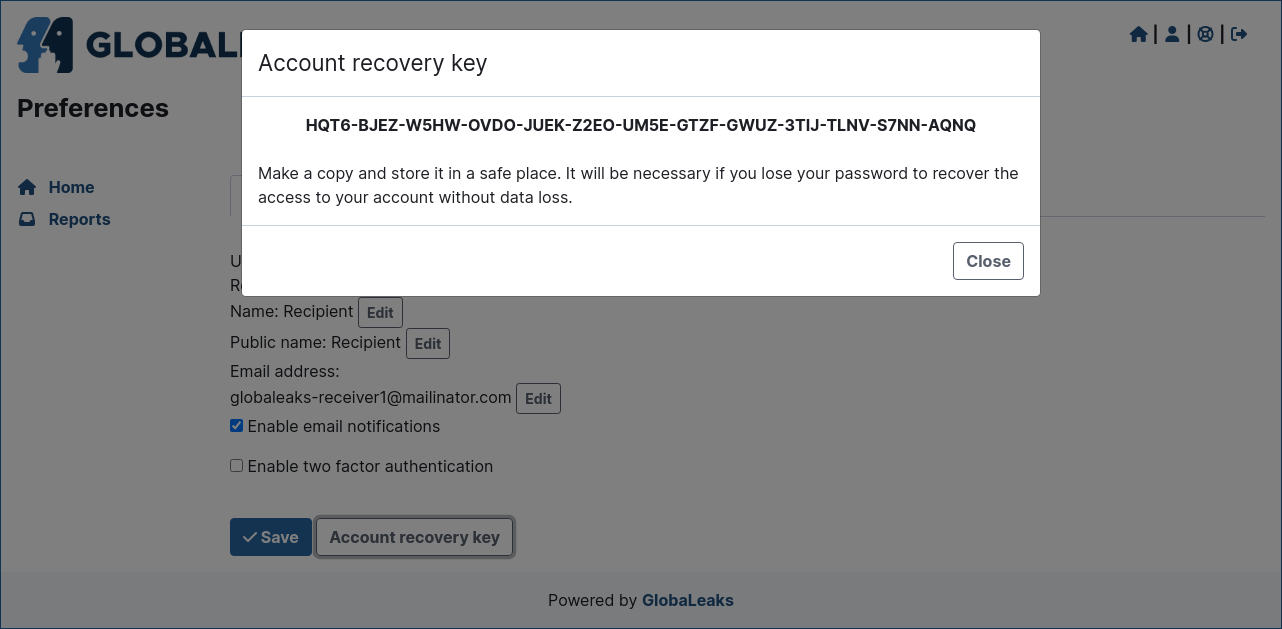 GLOBAL
Account recovery key
Preferences
HQT6-BJEZ-W5HW-OVDO-JUEK-Z2EO-UM5E-GTZF-GWUZ-3TIJ-TLNV-S7NN-AQNQ
Make a copy and store it in a safe place. It will be necessary if you lose your password to recover the
access to your account without data loss.
Close
Home
Reports
Name: Recipient Edit
Public name: Recipient Edit
Email address:
globaleaks-receiver1@mailinator.com Edit
Enable email notifications
Enable two factor authentication
Save Account recovery key
Powered by GlobaLeaks